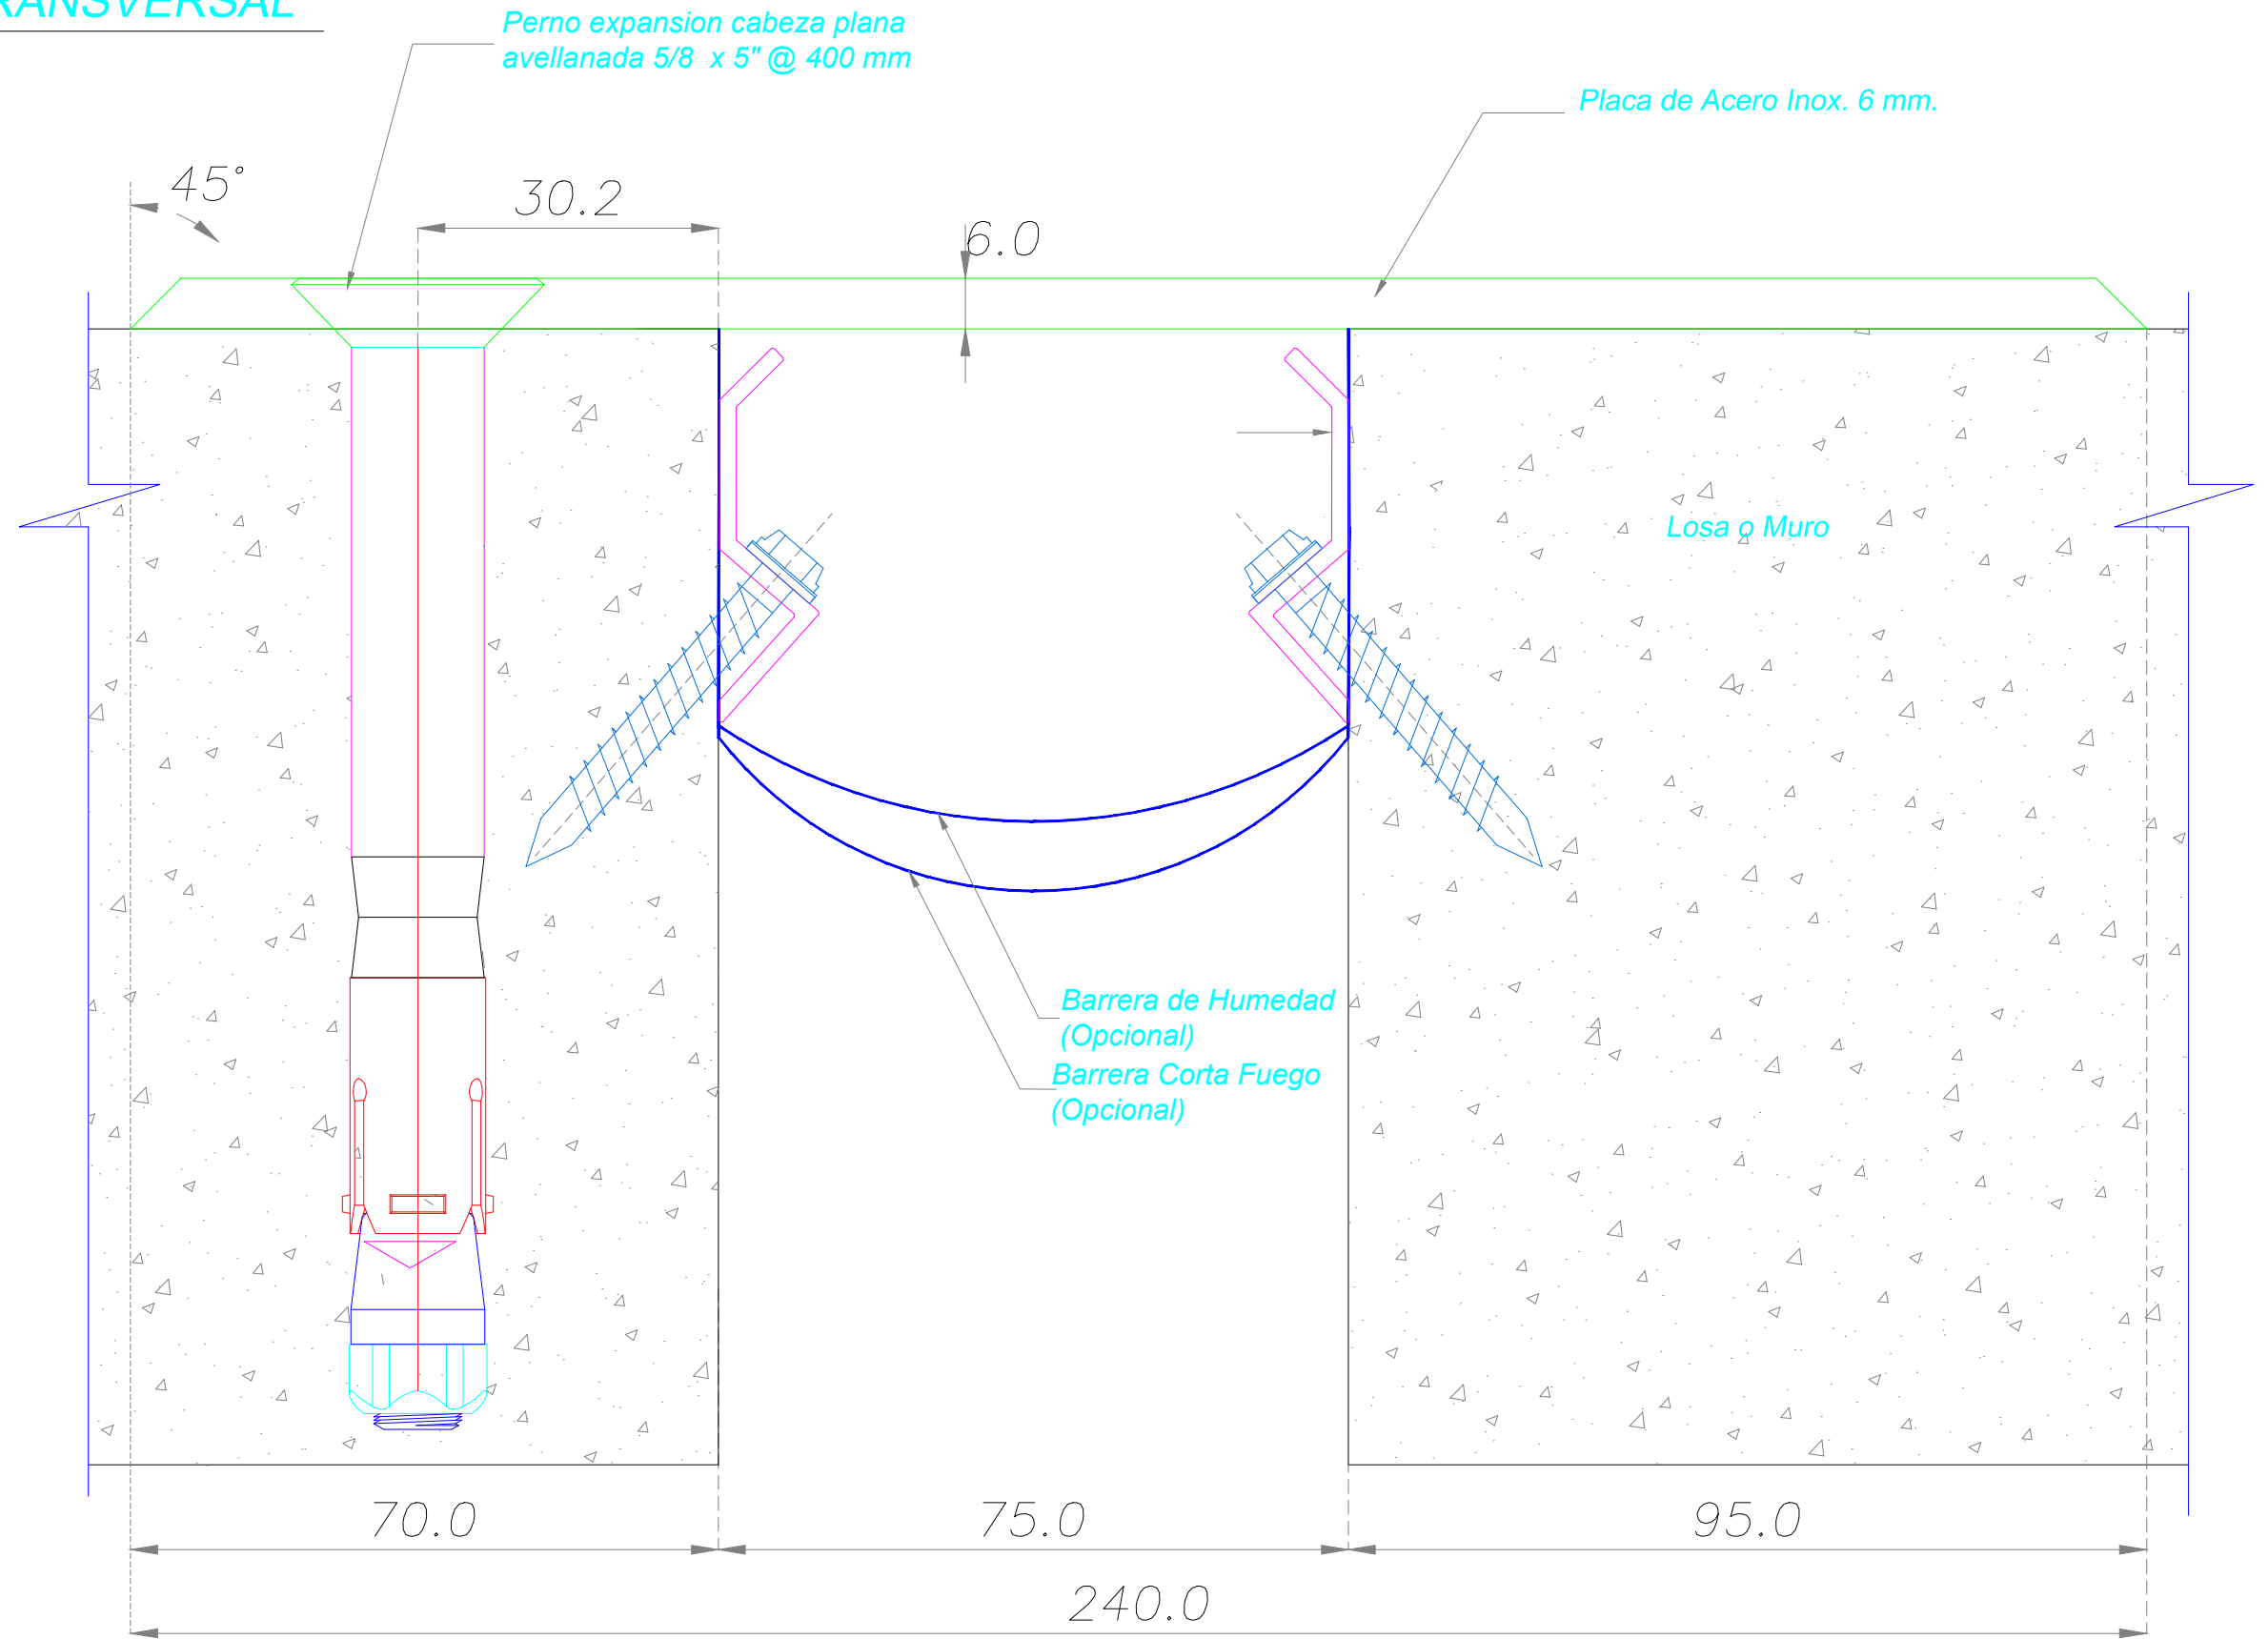 Perno expansion cabeza plana
avellanada 5/8 x 5" @ 400 mm
Placa de Acero Inox. 6 mm.
45°
30.2
6.0
Losa o Muro
Barrera de Humedad
(Opcional)
Barrera Corta Fuego
(Opcional)
70.0
75.0
95.0
240.0